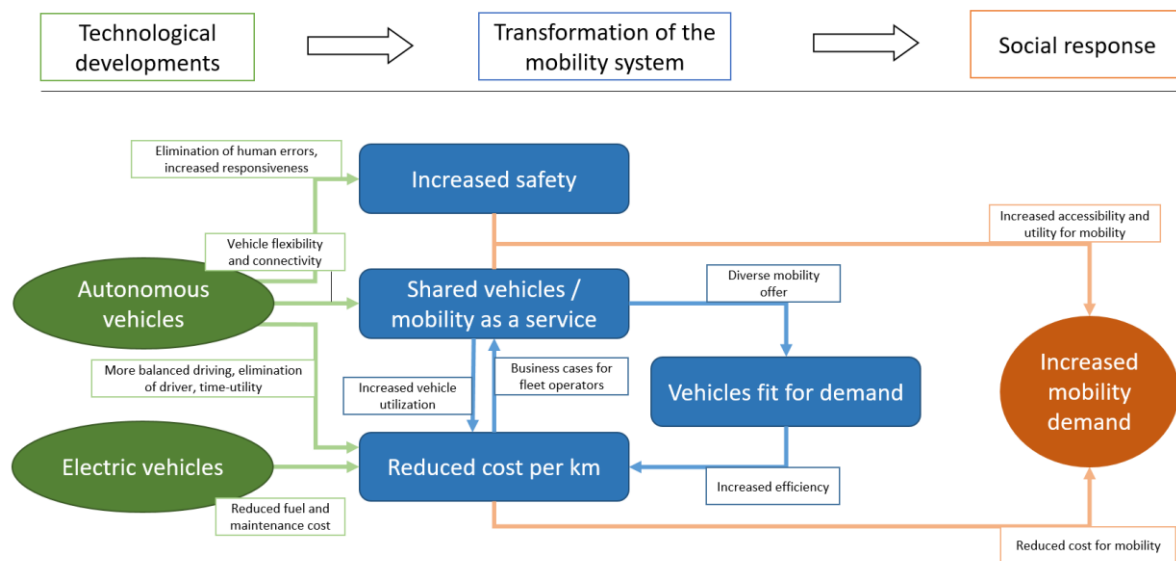 Technological
developments
Transformation of the
mobility system
Social response
Elimination of human errors,
increased responsiveness
Increased safety
Increased accessibility and
utility for mobility
Vehicle flexibility
and connectivity
Autonomous
vehicles
Shared vehicles /
mobility as a service
Diverse mobility
offer
More balanced driving, elimination
of driver, time-utility
Increased vehicle
utilization
Business cases for
fleet operators
Vehicles fit for demand
Increased
mobility
demand
Electric vehicles
Reduced cost per km
Increased efficiency
Reduced fuel and
maintenance cost
Reduced cost for mobility